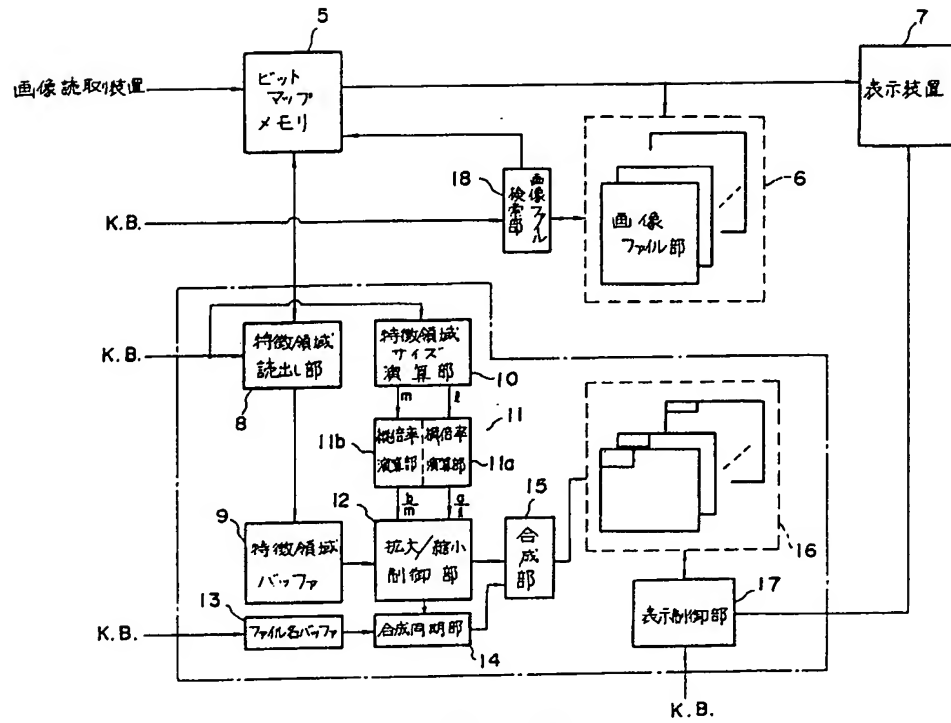 5
7
画像読取り装置
ビット
マップ
メモリ
表示装置
18
画像ファイル
検索部
6
画像
ファイル部
K.B.
K.B.
特徴領域
読出し部
8
特徴領域
サイズ
演算部
10
m
l
11
11b
縦倍率
演算部
横倍率
演算部
11a
b/m
a/l
9
特徴領域
バッファ
12
拡大/縮小
制御部
15
合成部
16
17
表示制御部
K.B.
13
ファイル名バッファ
合成同期部
14
K.B.